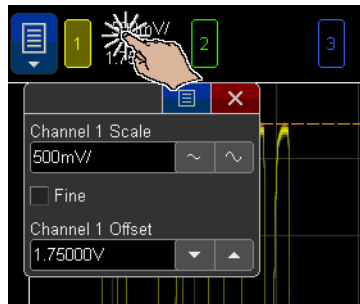 1
2
3
Channel 1 Scale
500mV/
Fine
Channel 1 Offset
1.75000V